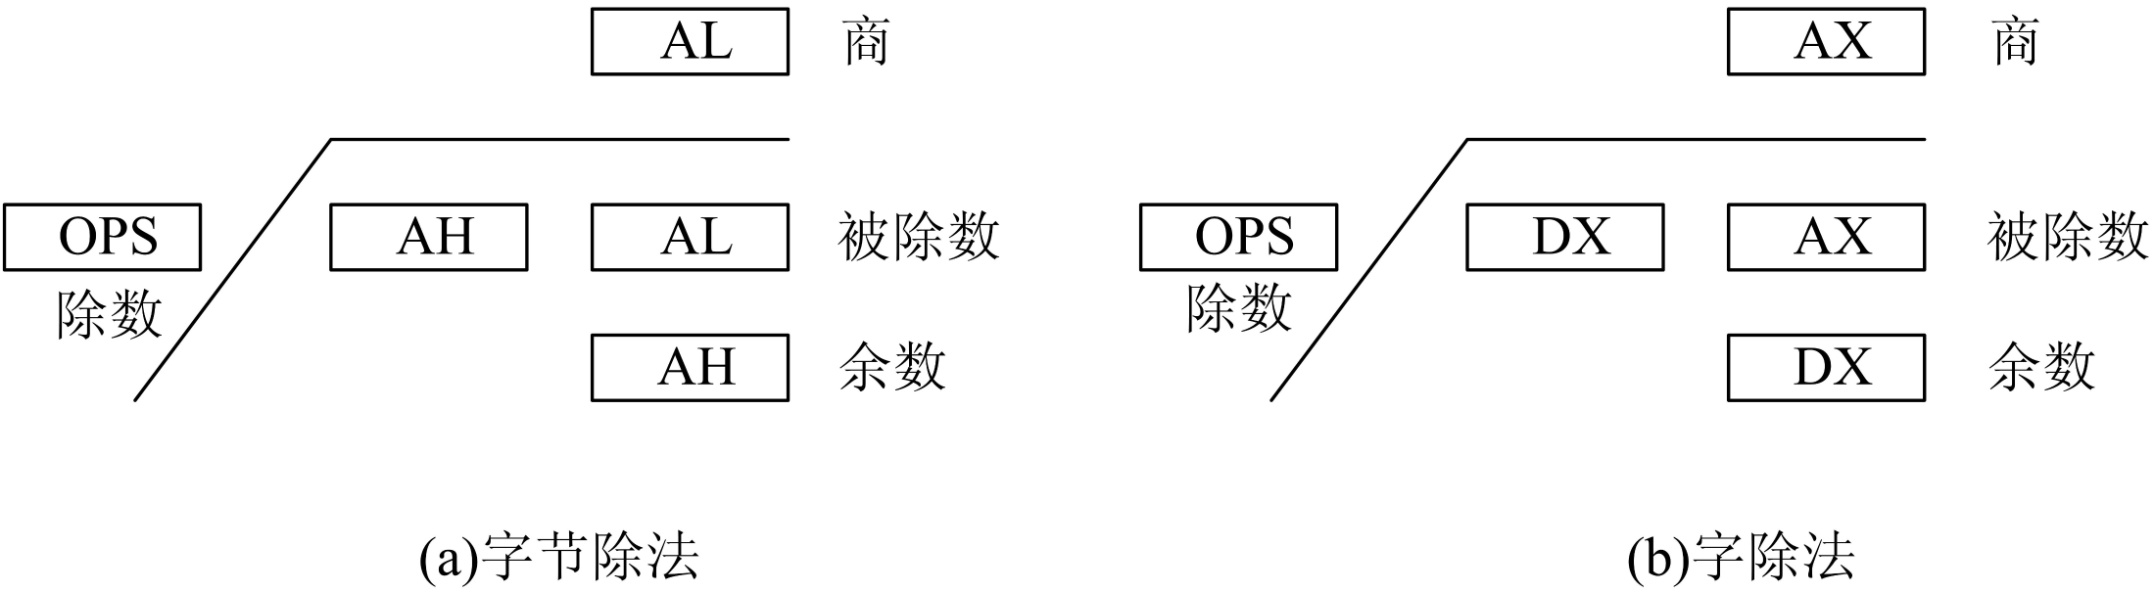 AL 商
OPS AH AL 被除数
除数
AH 余数
(a)字节除法
AX 商
OPS DX AX 被除数
除数
DX 余数
(b)字除法